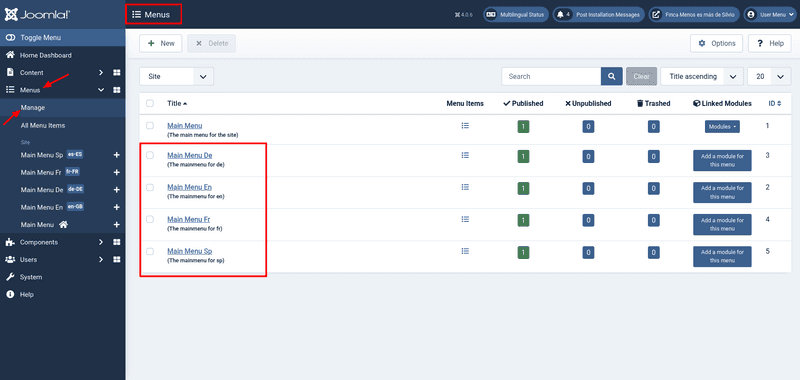 Joomla!
Menus
4.0.6
Multilingual Status
4
Post Installation Messages
Finca Menos es más de Silvio
User Menu
Toggle Menu
Home Dashboard
Content
Menus
Manage
All Menu Items
Site
Main Menu Sp es-ES
Main Menu Fr fr-FR
Main Menu De de-DE
Main Menu En en-GB
Main Menu
Components
Users
System
Help
New
Delete
Options
Help
Site
Search
Clear
Title ascending
20
Title Menu Items Published Unpublished Trashed Linked Modules ID
Main Menu 1 0 0 Modules 1
(The main menu for the site)
Main Menu De 1 0 0 Add a module for this menu 3
(The mainmenu for de)
Main Menu En 1 0 0 Add a module for this menu 2
(The mainmenu for en)
Main Menu Fr 1 0 0 Add a module for this menu 4
(The mainmenu for fr)
Main Menu Sp 1 0 0 Add a module for this menu 5
(The mainmenu for sp)